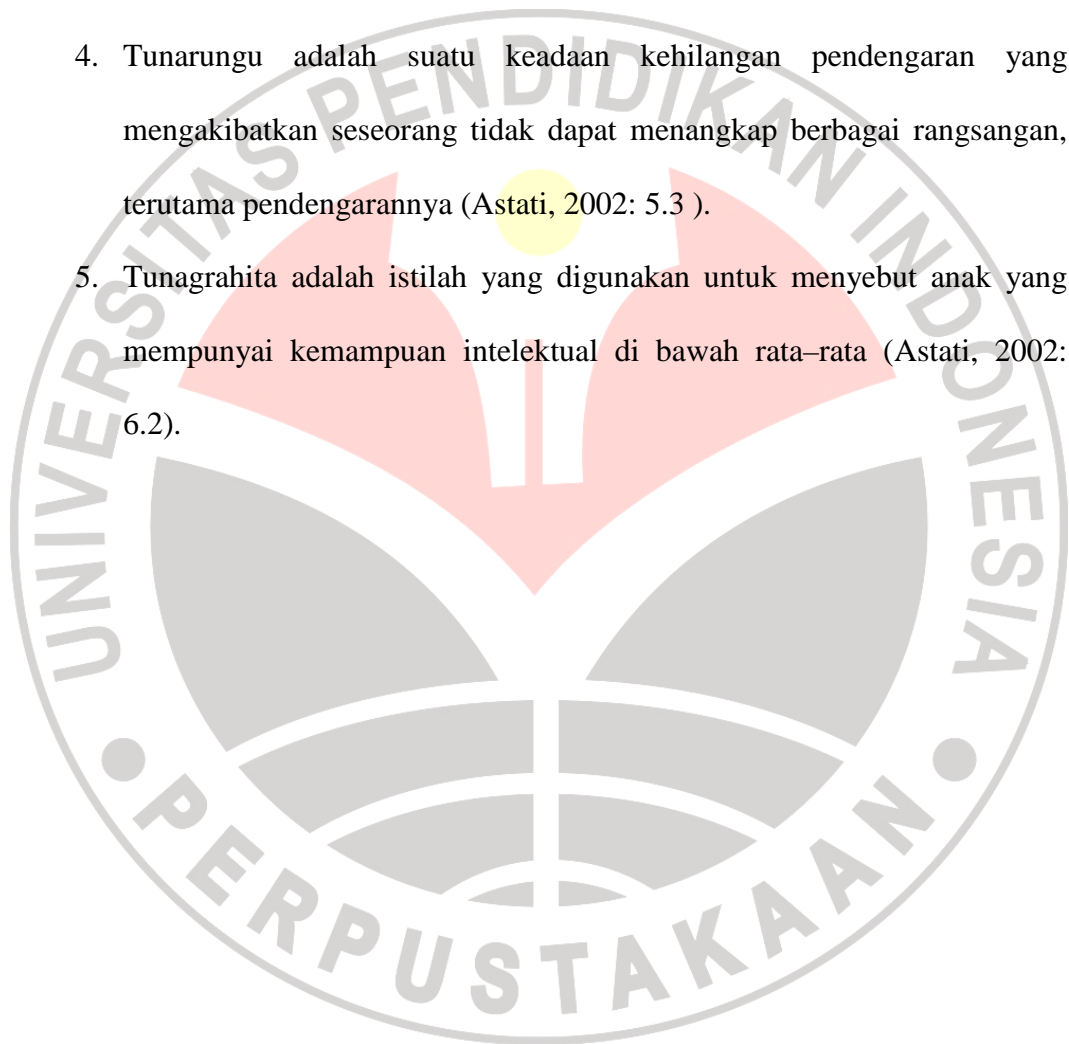 4. Tunarungu adalah suatu keadaan kehilangan pendengaran yang
mengakibatkan seseorang tidak dapat menangkap berbagai rangsangan,
terutama pendengarannya (Astati, 2002: 5.3 ).
5. Tunagrahita adalah istilah yang digunakan untuk menyebut anak yang
mempunyai kemampuan intelektual di bawah rata–rata (Astati, 2002:
6.2).
UNIVERSITAS PENDIDIKAN INDONESIA
PERPUSTAKAAN